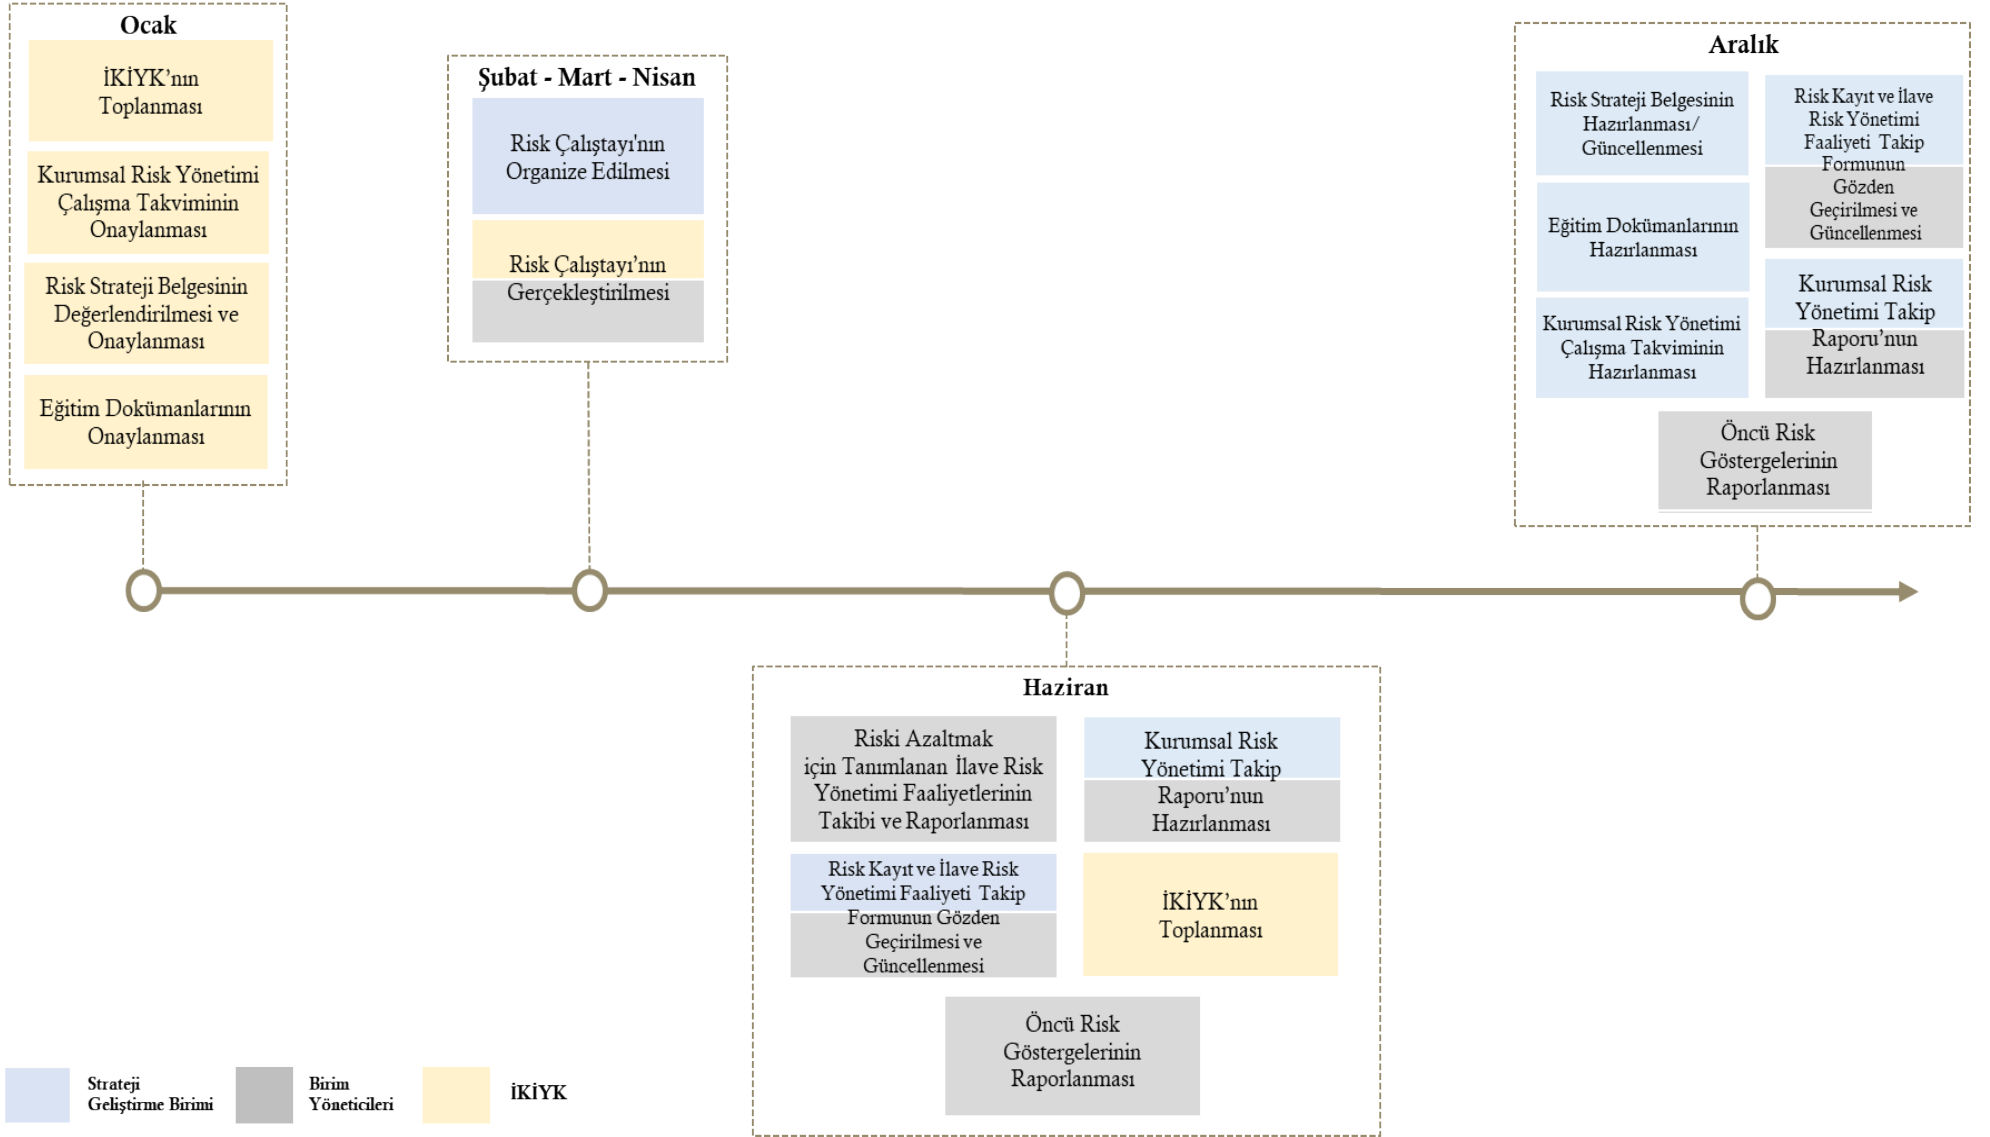 Ocak
İKİYK’nın
Toplanması
Kurumsal Risk Yönetimi
Çalışma Takviminin
Onaylanması
Risk Strateji Belgesinin
Değerlendirilmesi ve
Onaylanması
Eğitim Dokümanlarının
Onaylanması
Şubat - Mart - Nisan
Risk Çalıştayı'nın
Organize Edilmesi
Risk Çalıştayı’nın
Gerçekleştirilmesi
Haziran
Riski Azaltmak
için Tanımlanan İlave Risk
Yönetimi Faaliyetlerinin
Takibi ve Raporlanması
Kurumsal Risk
Yönetimi Takip
Raporu’nun
Hazırlanması
Risk Kayıt ve İlave Risk
Yönetimi Faaliyeti Takip
Formunun Gözden
Geçirilmesi ve
Güncellenmesi
İKİYK’nın
Toplanması
Öncü Risk
Göstergelerinin
Raporlanması
Aralık
Risk Strateji Belgesinin
Hazırlanması/
Güncellenmesi
Risk Kayıt ve İlave
Risk Yönetimi
Faaliyeti Takip
Formunun
Gözden
Geçirilmesi ve
Güncellenmesi
Eğitim Dokümanlarının
Hazırlanması
Kurumsal Risk
Yönetimi Takip
Raporu’nun
Hazırlanması
Kurumsal Risk Yönetimi
Çalışma Takviminin
Hazırlanması
Öncü Risk
Göstergelerinin
Raporlanması
Strateji
Geliştirme Birimi
Birim
Yöneticileri
İKİYK